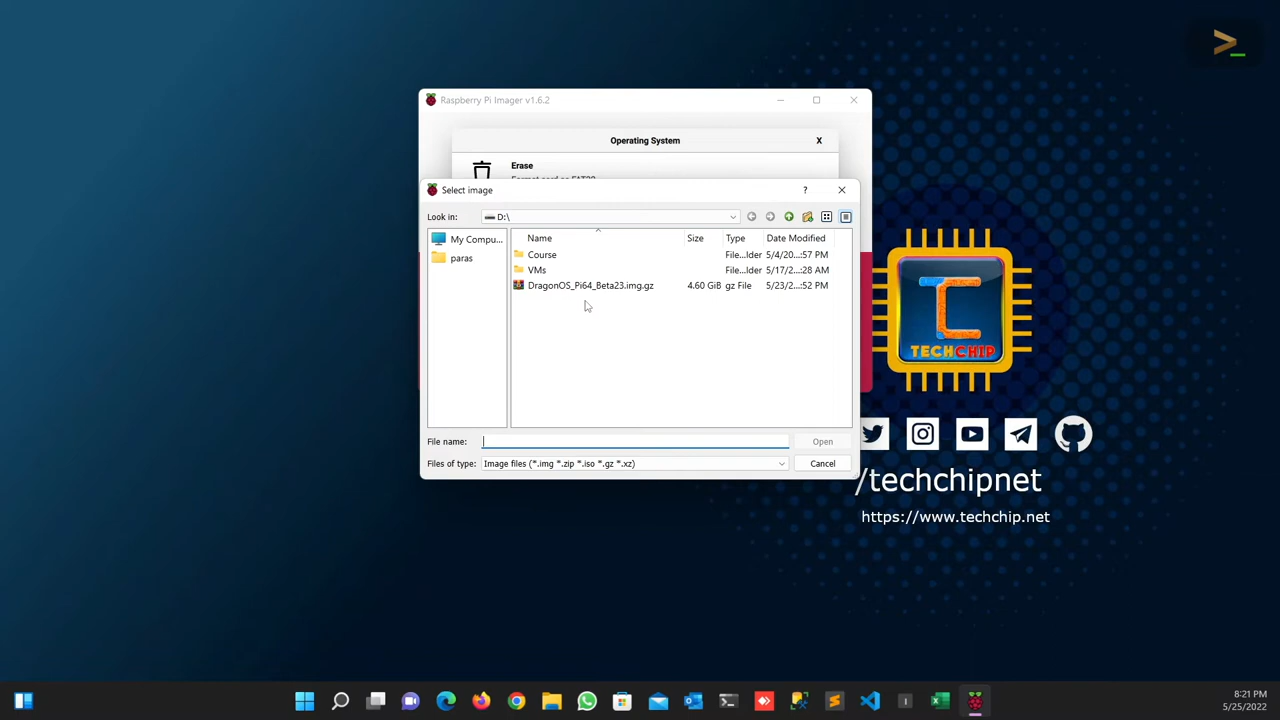 >_
Raspberry Pi Imager v1.6.2
Operating System X
Erase
Select image ?
Look in: D:\
Name Size Type Date Modified
My Compu...
paras
Course File...lder 5/4/20...:57 PM
VMs File...lder 5/17/2...:28 AM
DragonOS_Pi64_Beta23.img.gz 4.60 GiB gz File 5/23/2...:52 PM
File name: Open
Files of type: Image files (*.img *.zip *.iso *.gz *.xz) Cancel
TECHCHIP
/techchipnet
https://www.techchip.net
8:21 PM
5/25/2022